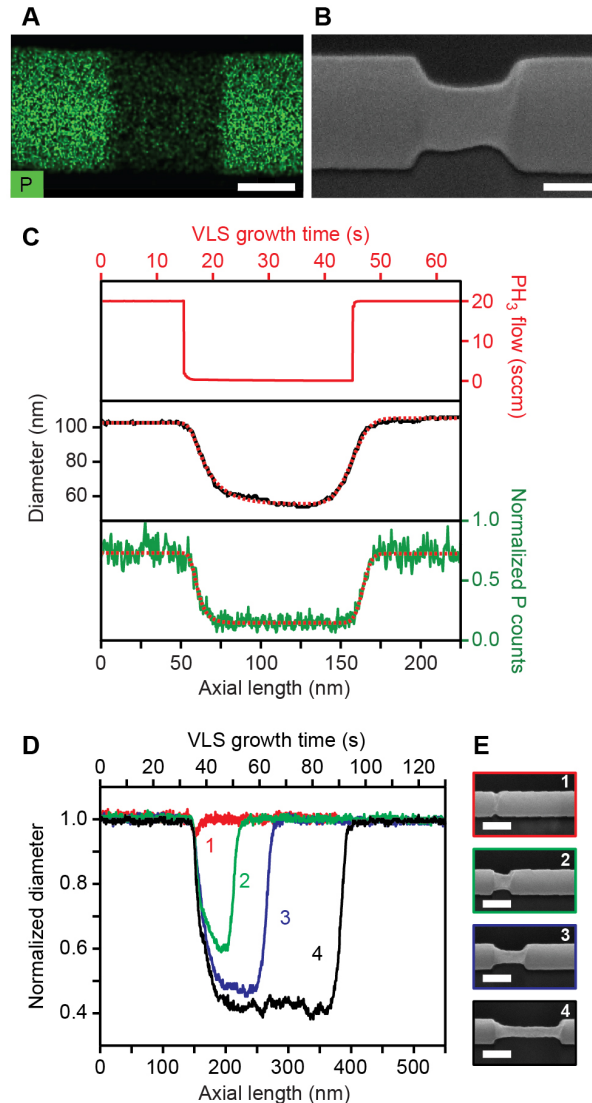 A
B
P
C
VLS growth time (s)
0 10 20 30 40 50 60
PH3 flow (sccm)
20
10
0
Diameter (nm)
100
80
60
Normalized P counts
1.0
0.5
0.0
0 50 100 150 200
Axial length (nm)
D
VLS growth time (s)
0 20 40 60 80 100 120
Normalized diameter
1.0
0.8
0.6
0.4
1
2
3
4
0 100 200 300 400 500
Axial length (nm)
E
1
2
3
4